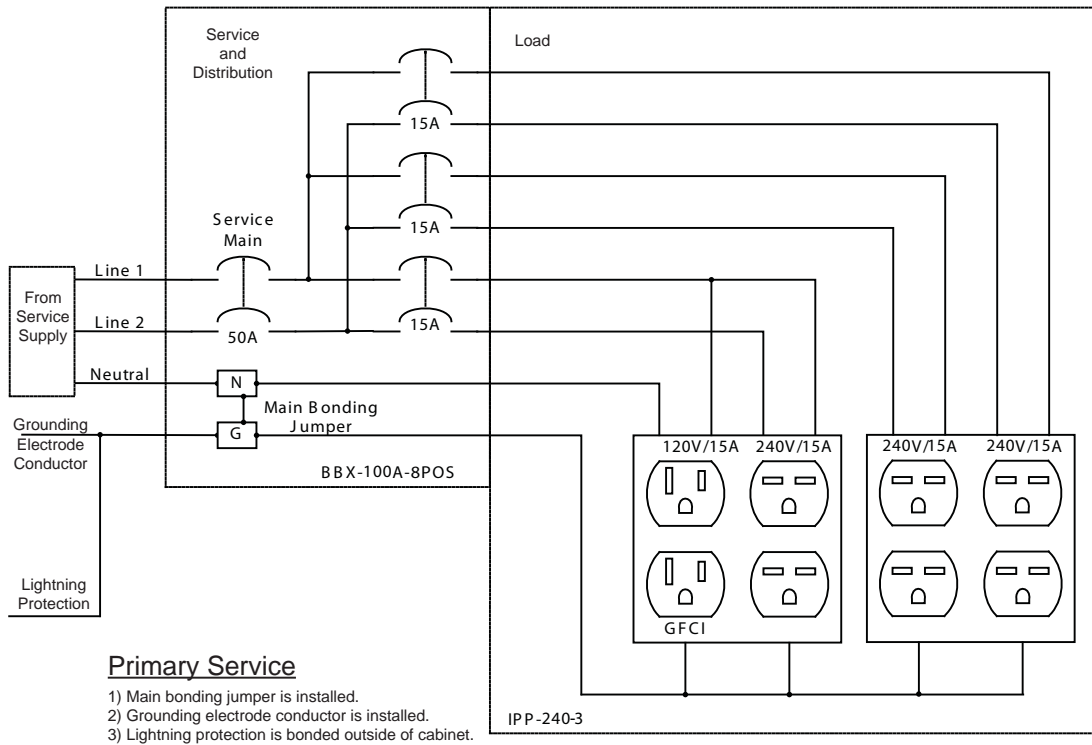 Service
and
Distribution
Load
15A
15A
Service
Main
Line 1
From
Service
Supply
Line 2
50A
15A
Neutral
N
Main Bonding
Jumper
Grounding
Electrode
Conductor
G
BBX-100A-8POS
120V/15A 240V/15A
240V/15A 240V/15A
GFCI
Lightning
Protection
Primary Service
1) Main bonding jumper is installed.
2) Grounding electrode conductor is installed.
3) Lightning protection is bonded outside of cabinet.
IPP-240-3